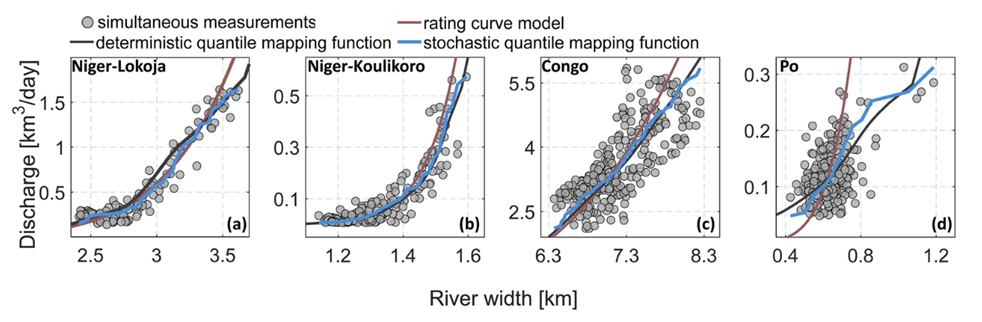 simultaneous measurements
rating curve model
deterministic quantile mapping function
stochastic quantile mapping function
Niger-Lokoja
Niger-Koulikoro
Congo
Po
Discharge [km³/day]
1.5
1
0.5
0.5
0.3
0.1
5.5
4
2.5
0.3
0.2
0.1
(a)
(b)
(c)
(d)
2.5 3 3.5
1.2 1.4 1.6
6.3 7.3 8.3
0.4 0.8 1.2
River width [km]